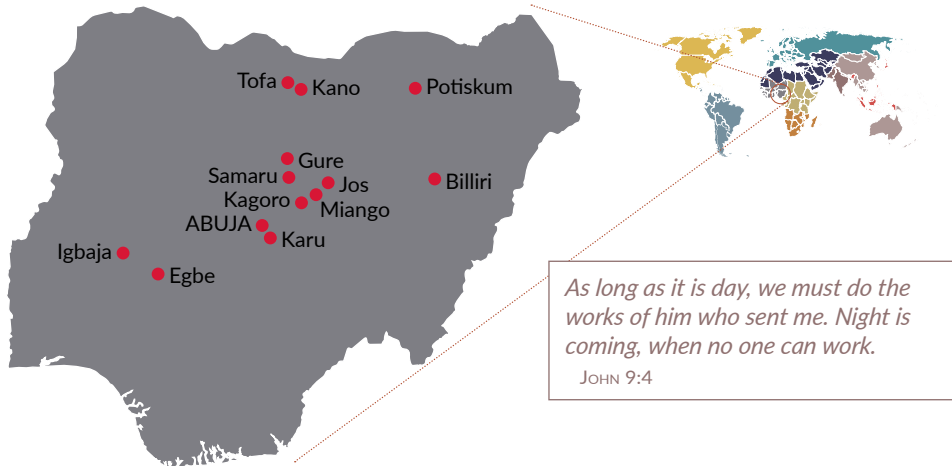 Tofa
Kano
Potiskum
Gure
Samaru
Jos
Billiri
Kagoro
Miango
ABUJA
Karu
Igbaja
Egbe
As long as it is day, we must do the
works of him who sent me. Night is
coming, when no one can work.
John 9:4